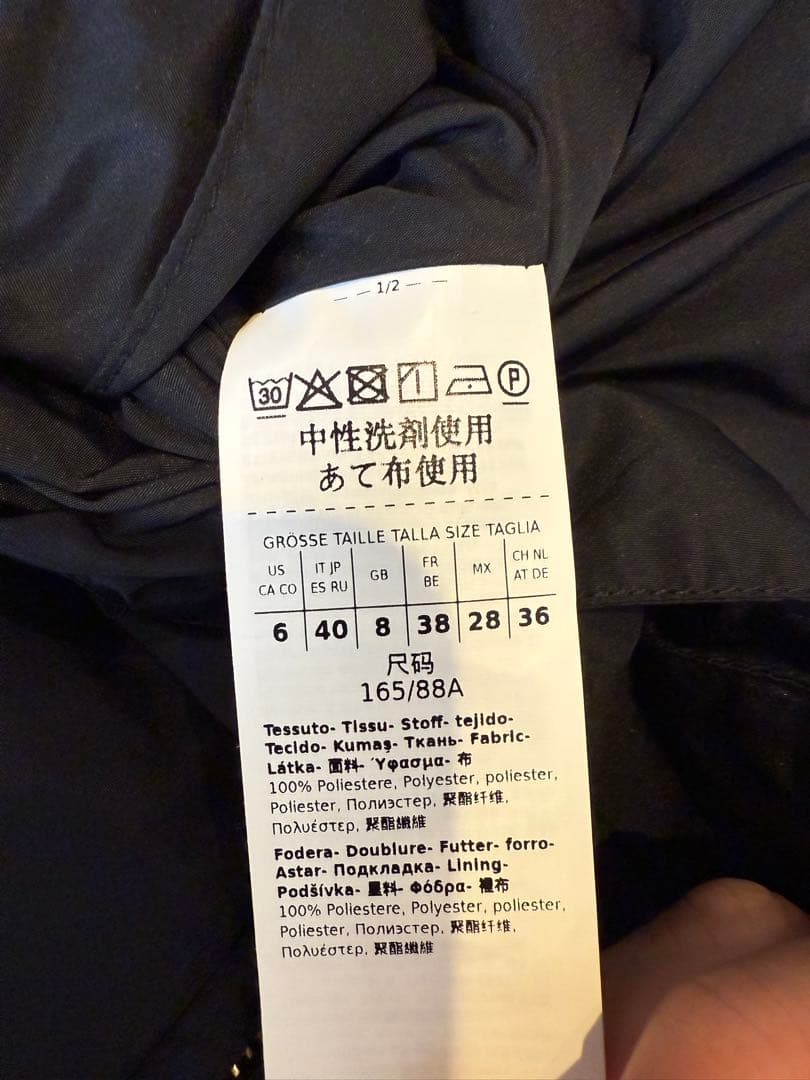 1/2
30 P
中性洗剤使用
あて布使用
GRÖSSE TAILLE TALLA SIZE TAGLIA
US CA CO | IT JP ES RU | GB | FR BE | MX | CH NL AT DE
6 | 40 | 8 | 38 | 28 | 36
尺码
165/88A
Tessuto- Tissu- Stoff- tejido-
Tecido- Kumaş- Ткань- Fabric-
Látka- 面料- Ύφασμα- 布
100% Poliestere, Polyester, poliester,
Poliester, Полиэстер, 聚酯纤维,
Πολυέστερ, 聚酯纖維
Fodera- Doublure- Futter- forro-
Astar- Подкладка- Lining-
Podšívka- 里料- Φόδρα- 裡布
100% Poliestere, Polyester, poliester,
Poliester, Полиэстер, 聚酯纤维,
Πολυέστερ, 聚酯纖維